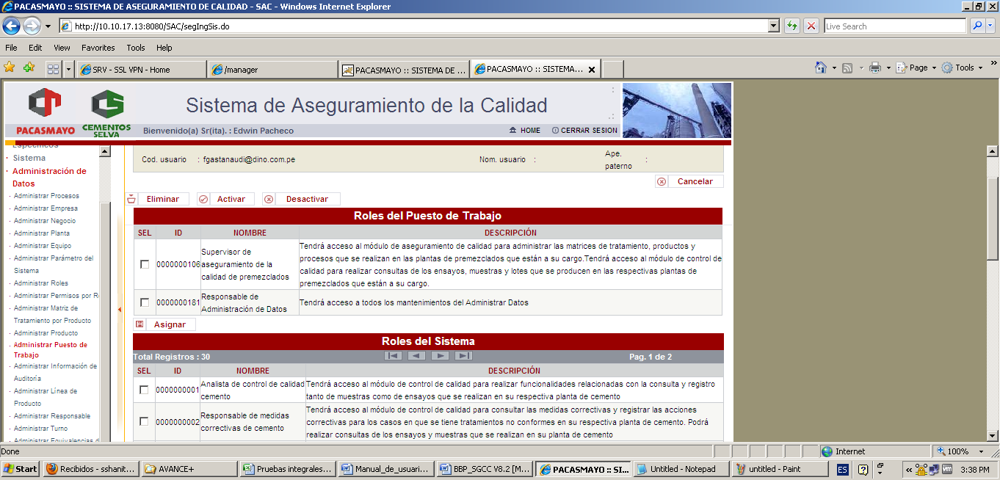 PACASMAYO :: SISTEMA DE ASEGURAMIENTO DE CALIDAD - SAC - Windows Internet Explorer
http://10.10.17.13:8080/SAC/segIngSis.do
Live Search
File Edit View Favorites Tools Help
SRV - SSL VPN - Home
/manager
PACASMAYO :: SISTEMA DE ...
PACASMAYO :: SISTEMA...
Page
Tools
PACASMAYO
CEMENTOS
SELVA
Sistema de Aseguramiento de la Calidad
Bienvenido(a) Sr(ita). : Edwin Pacheco
HOME
CERRAR SESION
Específicos
Sistema
Administración de
Datos
Administrar Procesos
Administrar Empresa
Administrar Negocio
Administrar Planta
Administrar Equipo
Administrar Parámetro del
Sistema
Administrar Roles
Administrar Permisos por R
Administrar Matriz de
Tratamiento por Producto
Administrar Producto
Administrar Puesto de
Trabajo
Administrar Información de
Auditoría
Administrar Línea de
Producto
Administrar Responsable
Administrar Turno
Administrar Equivalencias d
Cod. usuario : fgastanaudi@dino.com.pe
Nom. usuario :
Ape.
paterno :
Cancelar
Eliminar
Activar
Desactivar
Roles del Puesto de Trabajo
SEL ID NOMBRE DESCRIPCIÓN
0000000106
Supervisor de
aseguramiento de la
calidad de premezclados
Tendrá acceso al módulo de aseguramiento de calidad para administrar las matrices de tratamiento, productos y
procesos que se realizan en las plantas de premezclados que están a su cargo.Tendrá acceso al módulo de control de
calidad para realizar consultas de los ensayos, muestras y lotes que se producen en las respectivas plantas de
premezclados que están a su cargo.
0000000181
Responsable de
Administración de Datos
Tendrá acceso a todos los mantenimientos del Administrar Datos
Asignar
Roles del Sistema
Total Registros : 30
Pag. 1 de 2
SEL ID NOMBRE DESCRIPCIÓN
0000000001
Analista de control de calidad
cemento
Tendrá acceso al módulo de control de calidad para realizar funcionalidades relacionadas con la consulta y registro
tanto de muestras como de ensayos que se realizan en su respectiva planta de cemento
0000000002
Responsable de medidas
correctivas de cemento
Tendrá acceso al módulo de control de calidad para consultar las medidas correctivas y registrar las acciones
correctivas para los casos en que se tiene tratamientos no conformes en su respectiva planta de cemento. Podrá
realizar consultas de los ensayos y muestras que se realizan en su planta de cemento
Done
Internet
100%
Start
Recibidos - sshanit...
AVANCE+
Pruebas integrales...
Manual_de_usuari...
BBP_SGCC V8.2 [M...
PACASMAYO :: SI...
Untitled - Notepad
untitled - Paint
ES
3:38 PM